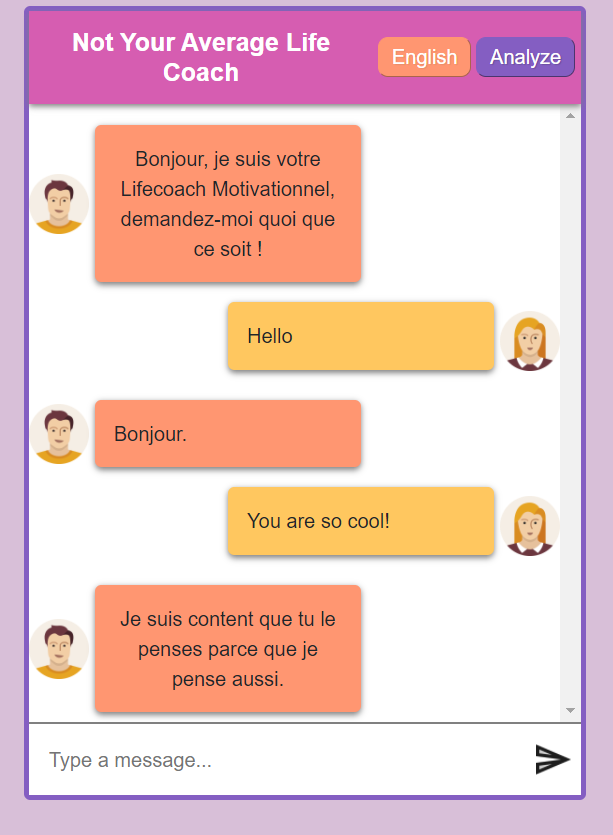 Not Your Average Life
Coach
English
Analyze
Bonjour, je suis votre
Lifecoach Motivationnel,
demandez-moi quoi que
ce soit !
Hello
Bonjour.
You are so cool!
Je suis content que tu le
penses parce que je
pense aussi.
Type a message...